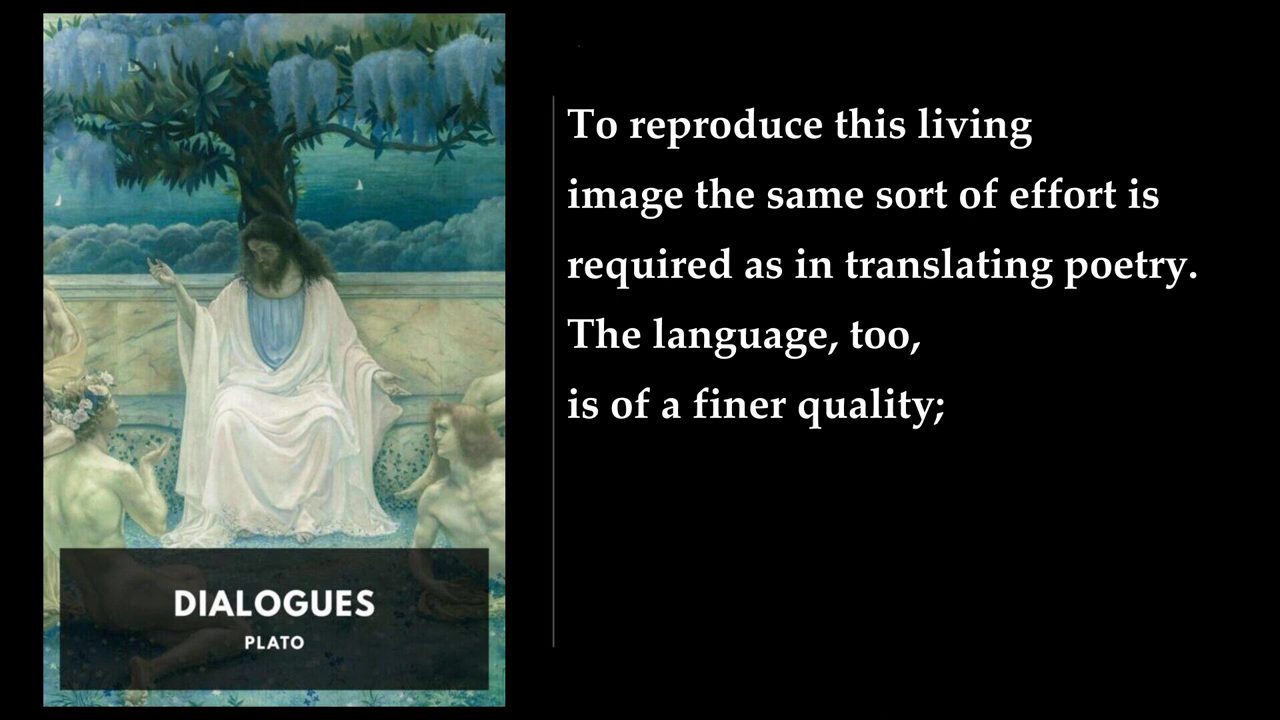 To reproduce this living
image the same sort of effort is
required as in translating poetry.
The language, too,
is of a finer quality;
DIALOGUES
PLATO